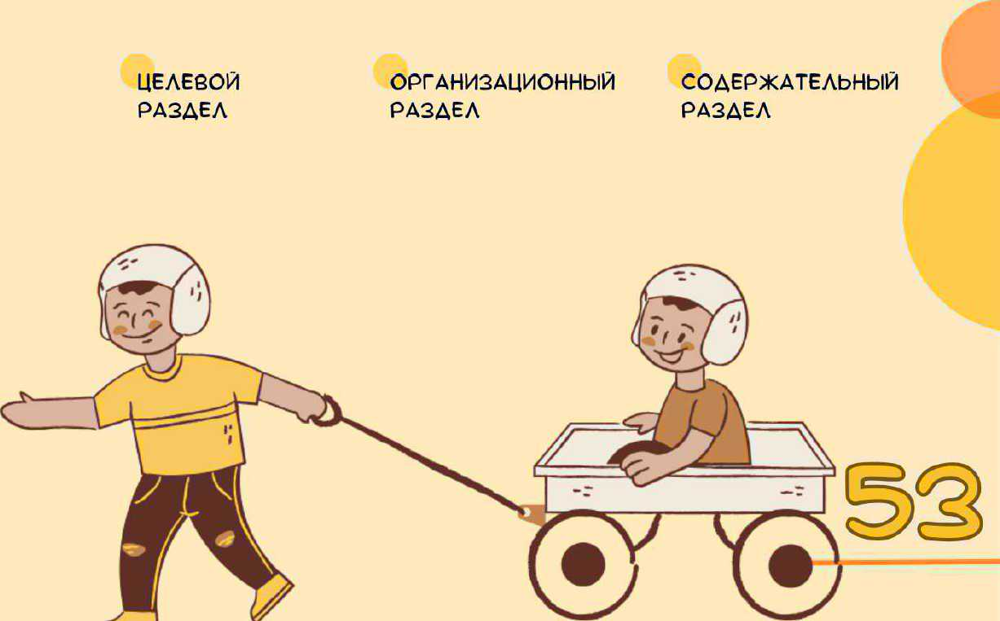 ЦЕЛЕВОЙ
РАЗДЕЛ
ОРГАНИЗАЦИОННЫЙ
РАЗДЕЛ
СОДЕРЖАТЕЛЬНЫЙ
РАЗДЕЛ
53